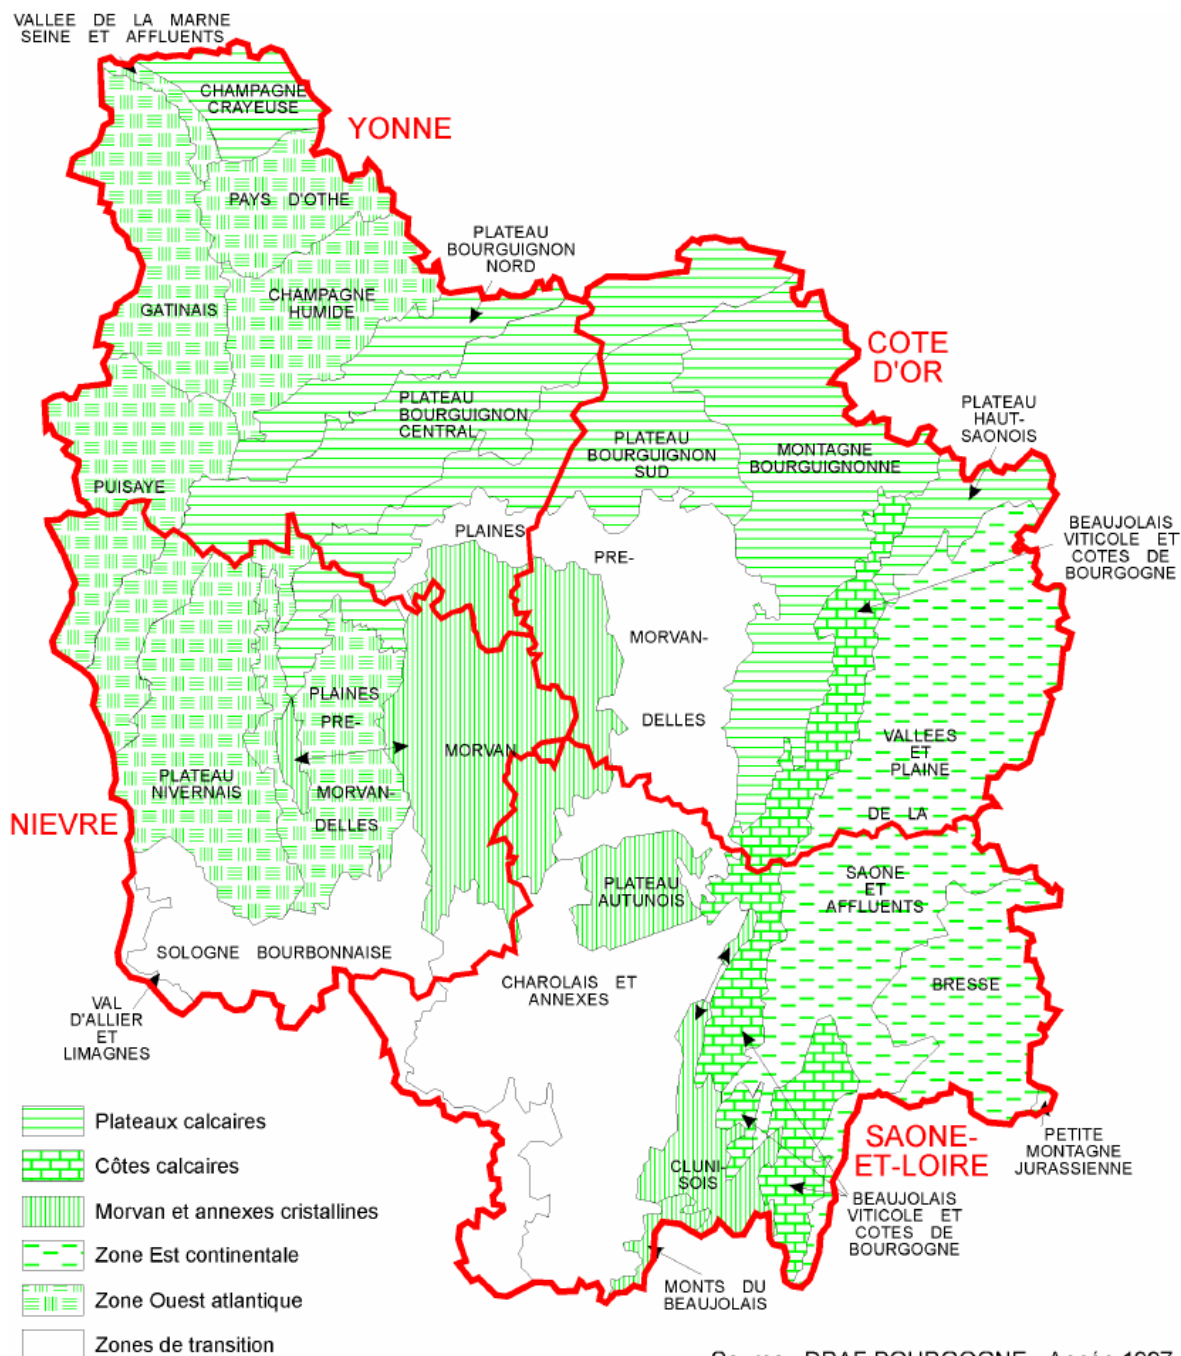 VALLEE DE LA MARNE
SEINE ET AFFLUENTS
CHAMPAGNE
CRAYEUSE
YONNE
PAYS D'OTHE
PLATEAU
BOURGUIGNON
NORD
CHAMPAGNE
HUMIDE
GATINAIS
COTE
D'OR
PLATEAU
BOURGUIGNON
CENTRAL
PLATEAU
HAUT-
SAONOIS
PLATEAU
BOURGUIGNON
SUD
MONTAGNE
BOURGUIGNONNE
PUISAYE
BEAUJOLAIS
VITICOLE ET
COTES DE
BOURGOGNE
PLAINES
PRE-
MORVAN-
DELLES
PLAINES
PRE-
MORVAN-
DELLES
MORVAN
VALLEES
ET
PLAINE
DE LA
SAONE
ET
AFFLUENTS
PLATEAU
NIVERNAIS
NIEVRE
PLATEAU
AUTUNOIS
SOLOGNE BOURBONNAISE
CHAROLAIS ET
ANNEXES
BRESSE
VAL
D'ALLIER
ET
LIMAGNES
SAONE-
ET-LOIRE
PETITE
MONTAGNE
JURASSIENNE
CLUNI-
SOIS
BEAUJOLAIS
VITICOLE ET
COTES DE
BOURGOGNE
MONTS DU
BEAUJOLAIS
Plateaux calcaires
Côtes calcaires
Morvan et annexes cristallines
Zone Est continentale
Zone Ouest atlantique
Zones de transition
DRAF BOURGOGNE - Année 1997